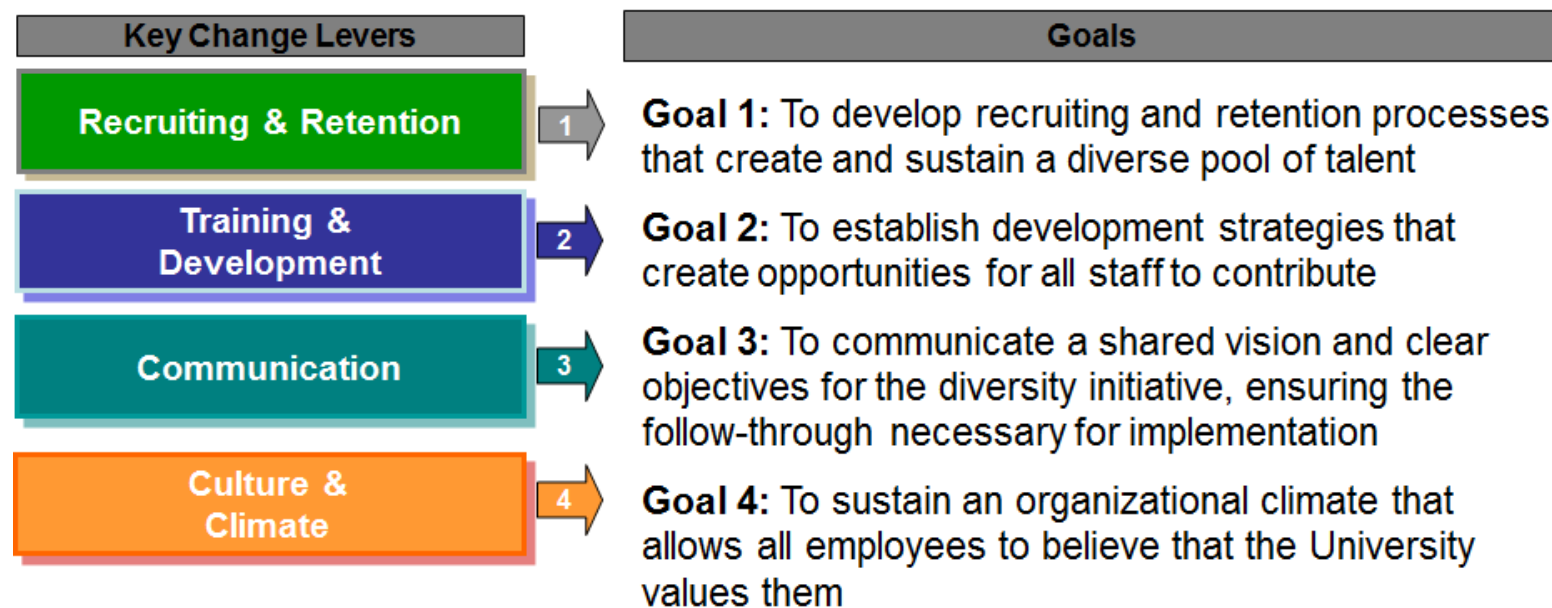 Key Change Levers
Goals
Recruiting & Retention
1
Goal 1: To develop recruiting and retention processes
that create and sustain a diverse pool of talent
Training &
Development
2
Goal 2: To establish development strategies that
create opportunities for all staff to contribute
Communication
3
Goal 3: To communicate a shared vision and clear
objectives for the diversity initiative, ensuring the
follow-through necessary for implementation
Culture &
Climate
4
Goal 4: To sustain an organizational climate that
allows all employees to believe that the University
values them